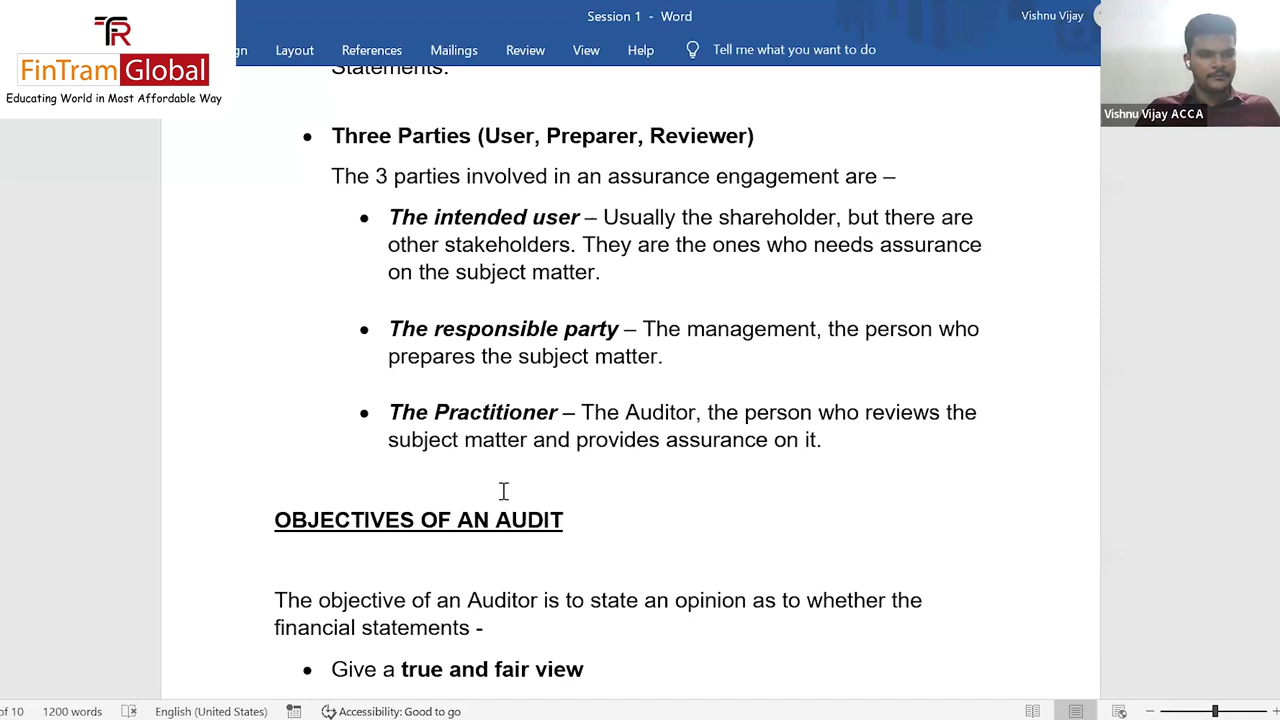 TR
FinTram Global
Educating World in Most Affordable Way
Session 1 - Word
Vishnu Vijay
gn Layout References Mailings Review View Help Tell me what you want to do
Vishnu Vijay ACCA
Statements.
• Three Parties (User, Preparer, Reviewer)
The 3 parties involved in an assurance engagement are –
• The intended user – Usually the shareholder, but there are
other stakeholders. They are the ones who needs assurance
on the subject matter.
• The responsible party – The management, the person who
prepares the subject matter.
• The Practitioner – The Auditor, the person who reviews the
subject matter and provides assurance on it.
OBJECTIVES OF AN AUDIT
The objective of an Auditor is to state an opinion as to whether the
financial statements -
• Give a true and fair view
of 10 1200 words English (United States) Accessibility: Good to go